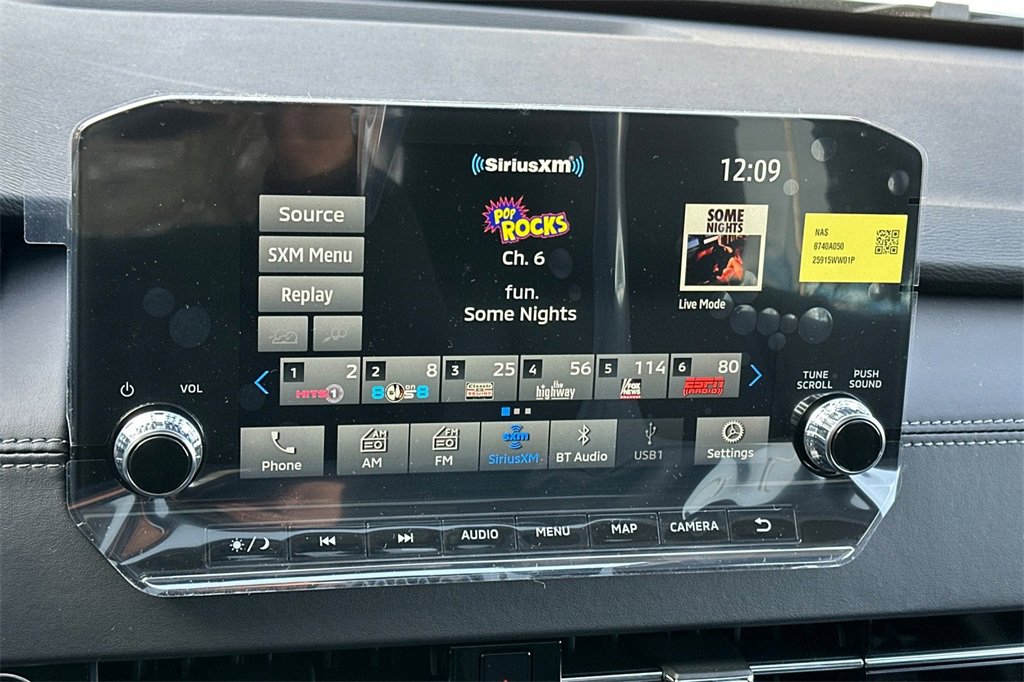 SiriusXM
12:09
Source
SXM Menu
Replay
POP
ROCKS
Ch. 6
fun.
Some Nights
SOME
NIGHTS
Live Mode
NAS
8740A050
25915WW01P
1 2
HITS 1
2 8
80s on 8
3 25
4 56
the
highway
5 114
FOX
NEWS
6 80
ESPN
RADIO
VOL
TUNE
SCROLL
PUSH
SOUND
Phone
AM
AM
FM
FM
sxm
SiriusXM
BT Audio
USB1
Settings
AUDIO
MENU
MAP
CAMERA